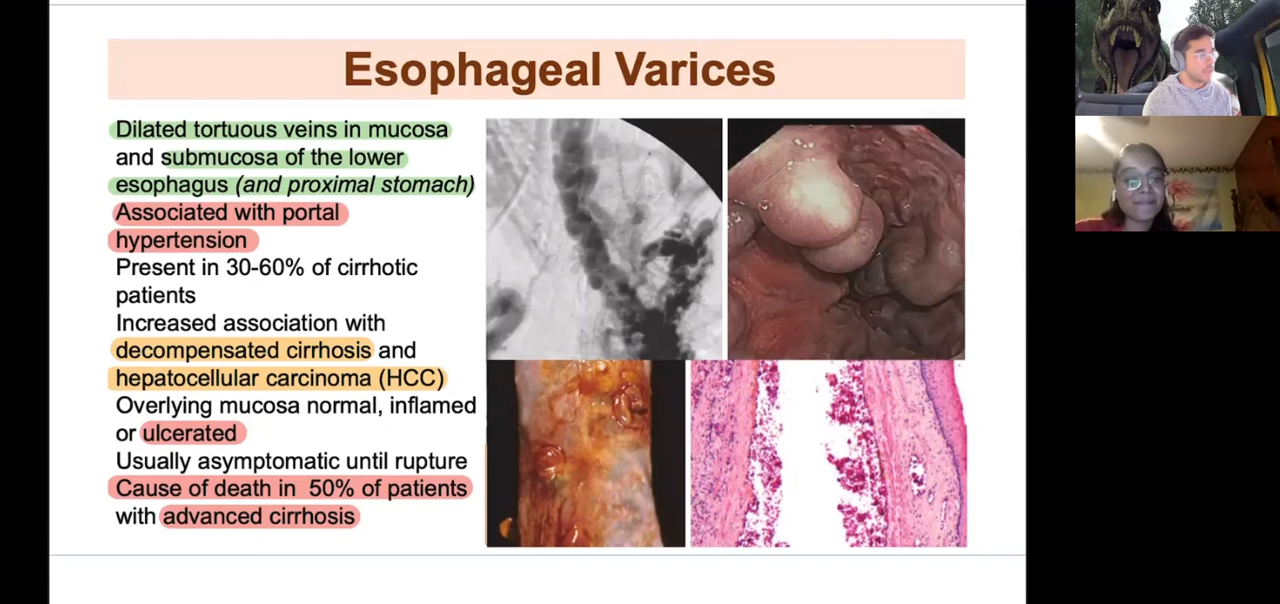 Esophageal Varices
Dilated tortuous veins in mucosa
and submucosa of the lower
esophagus (and proximal stomach)
Associated with portal
hypertension
Present in 30-60% of cirrhotic
patients
Increased association with
decompensated cirrhosis and
hepatocellular carcinoma (HCC)
Overlying mucosa normal, inflamed
or ulcerated
Usually asymptomatic until rupture
Cause of death in 50% of patients
with advanced cirrhosis